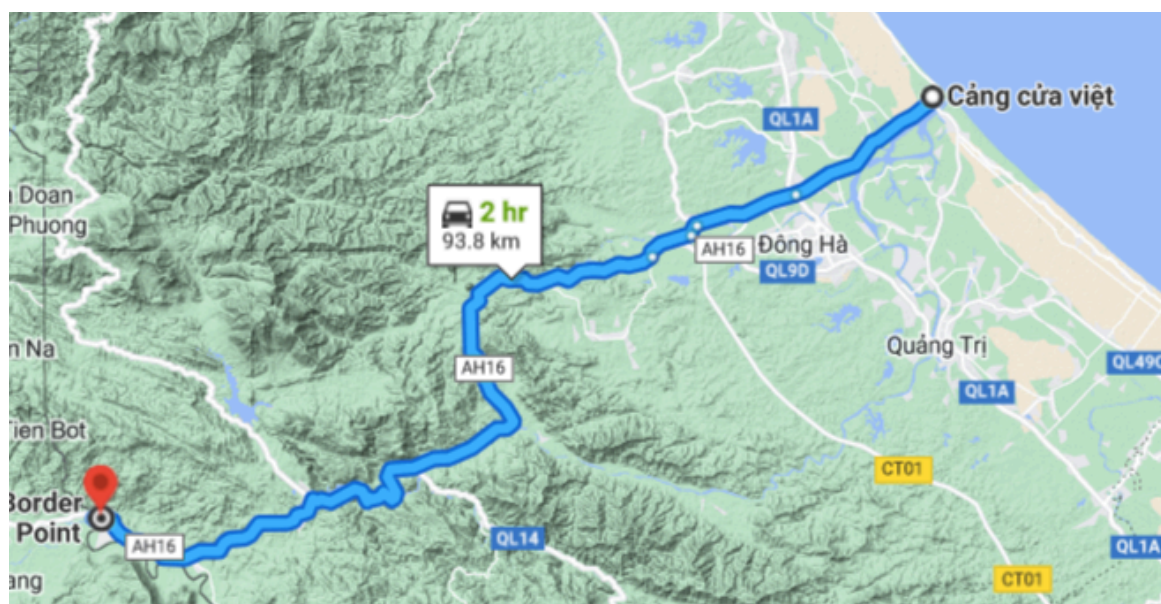 Cảng cửa việt
QL1A
Doan
Phuong
2 hr
93.8 km
AH16
Đông Hà
QL9D
Na
Quảng Trị
QL49C
AH16
QL1A
Tien Bot
CT01
Border
Point
AH16
QL14
QL1A
ang
CT01